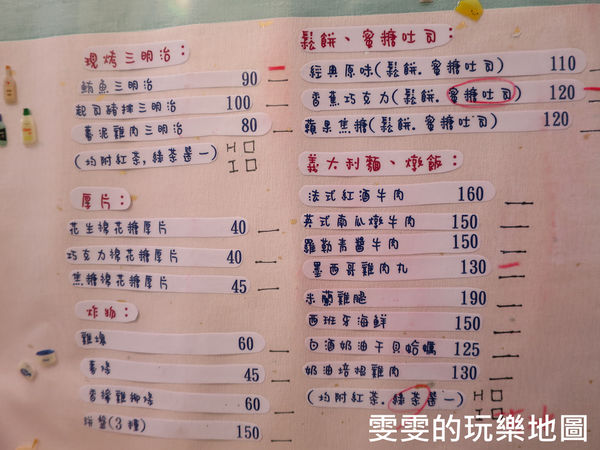 現烤三明治：
鮪魚三明治 90
起司磅排三明治 100
薯泥雞肉三明治 80
(均附紅茶,綠茶擇一) H □
I □
厚片：
花生棉花糖厚片 40
巧克力棉花糖厚片 40
焦糖棉花糖厚片 45
炸物：
雞塊 60
薯條 45
香檸雞柳條 60
拼盤(3種) 150
鬆餅、蜜糖吐司：
經典原味(鬆餅.蜜糖吐司) 110
香蕉巧克力(鬆餅.蜜糖吐司) 120
蘋果焦糖(鬆餅.蜜糖吐司) 120
義大利麵、燉飯：
法式紅酒牛肉 160
英式南瓜燉牛肉 150
羅勒青醬牛肉 150
墨西哥雞肉丸 130
米蘭雞腿 190
西班牙海鮮 150
白酒奶油干貝蛤蠣 125
奶油培根雞肉 130
(均附紅茶.綠茶擇一) H □
I □
雯雯的玩樂地圖